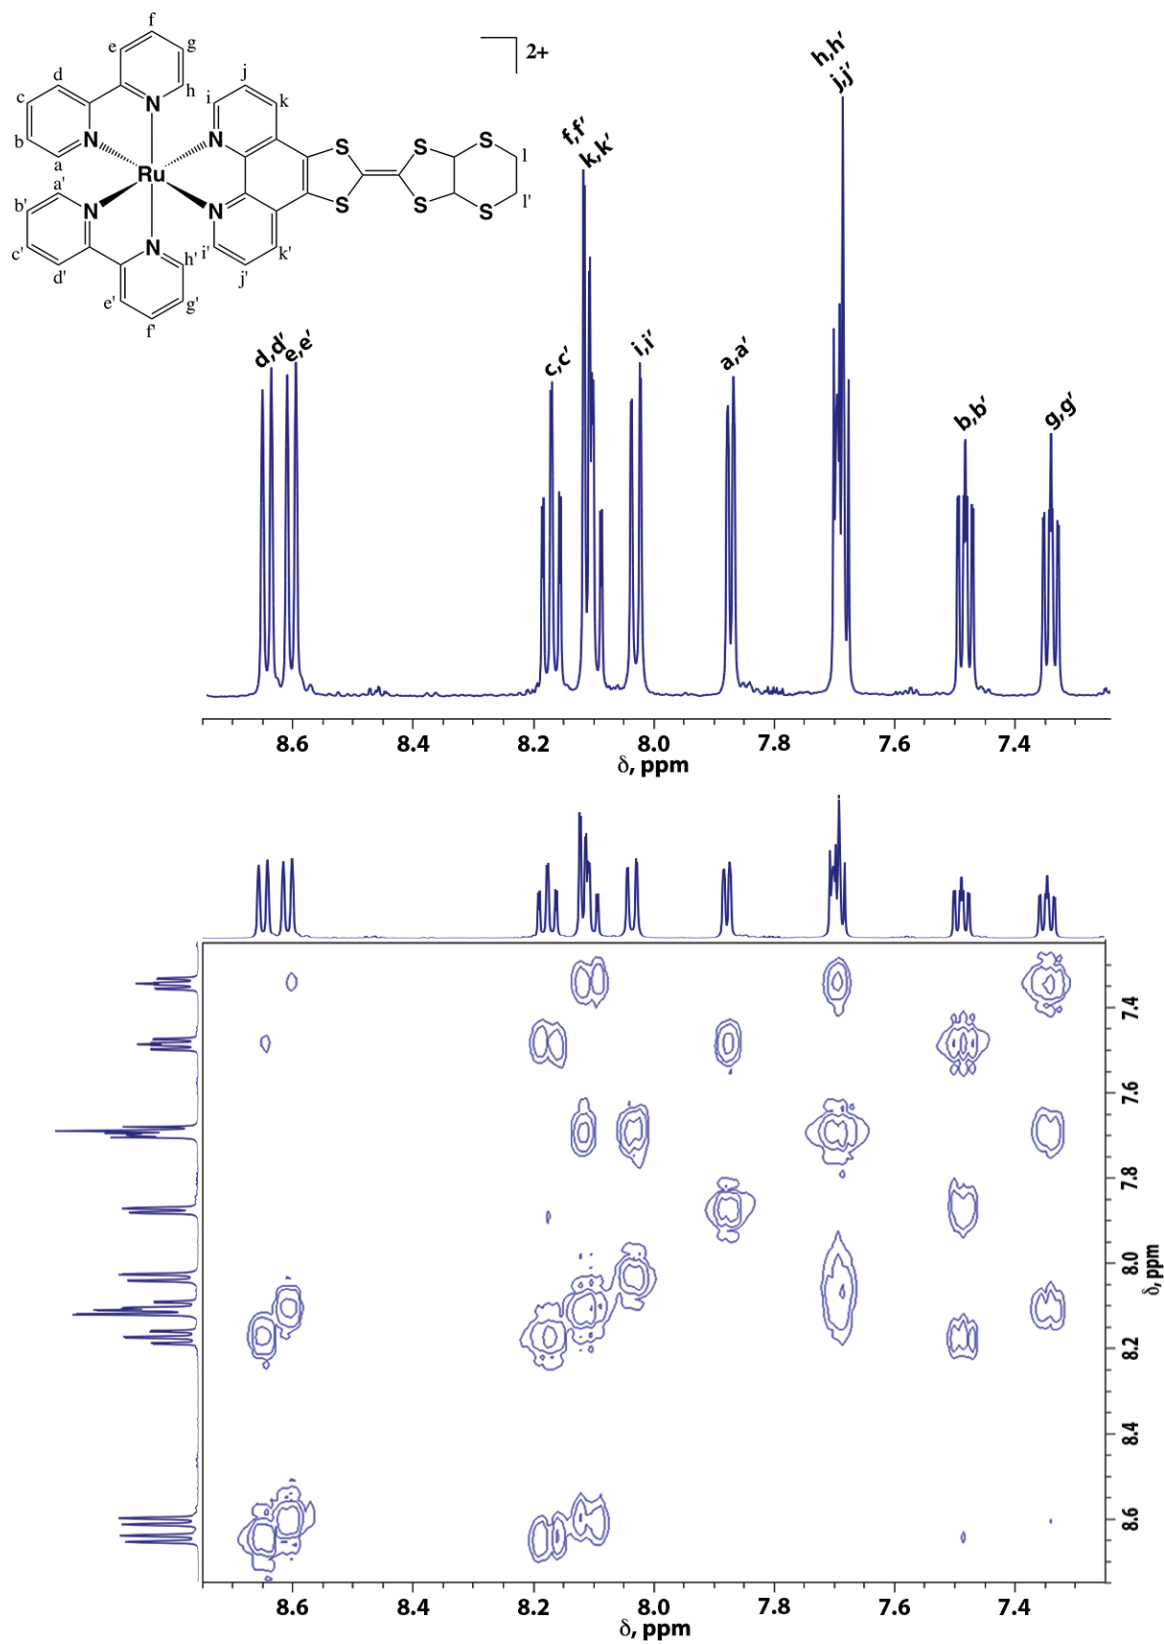 f
e
g
2+
d
j
c
h
i
k
N
b
N
N
S
S
a
l
Ru
a'
b'
N
N
N
S
S
S
S
l'
c'
h'
i'
k'
d'
j'
e'
g'
f'
h,h'
j,j'
f,f'
k,k'
d,d'
e,e'
c,c'
i,i'
a,a'
b,b'
g,g'
8.6 8.4 8.2 8.0 7.8 7.6 7.4
δ, ppm
7.4
7.6
7.8
8.0
δ, ppm
8.2
8.4
8.6
8.6 8.4 8.2 8.0 7.8 7.6 7.4
δ, ppm